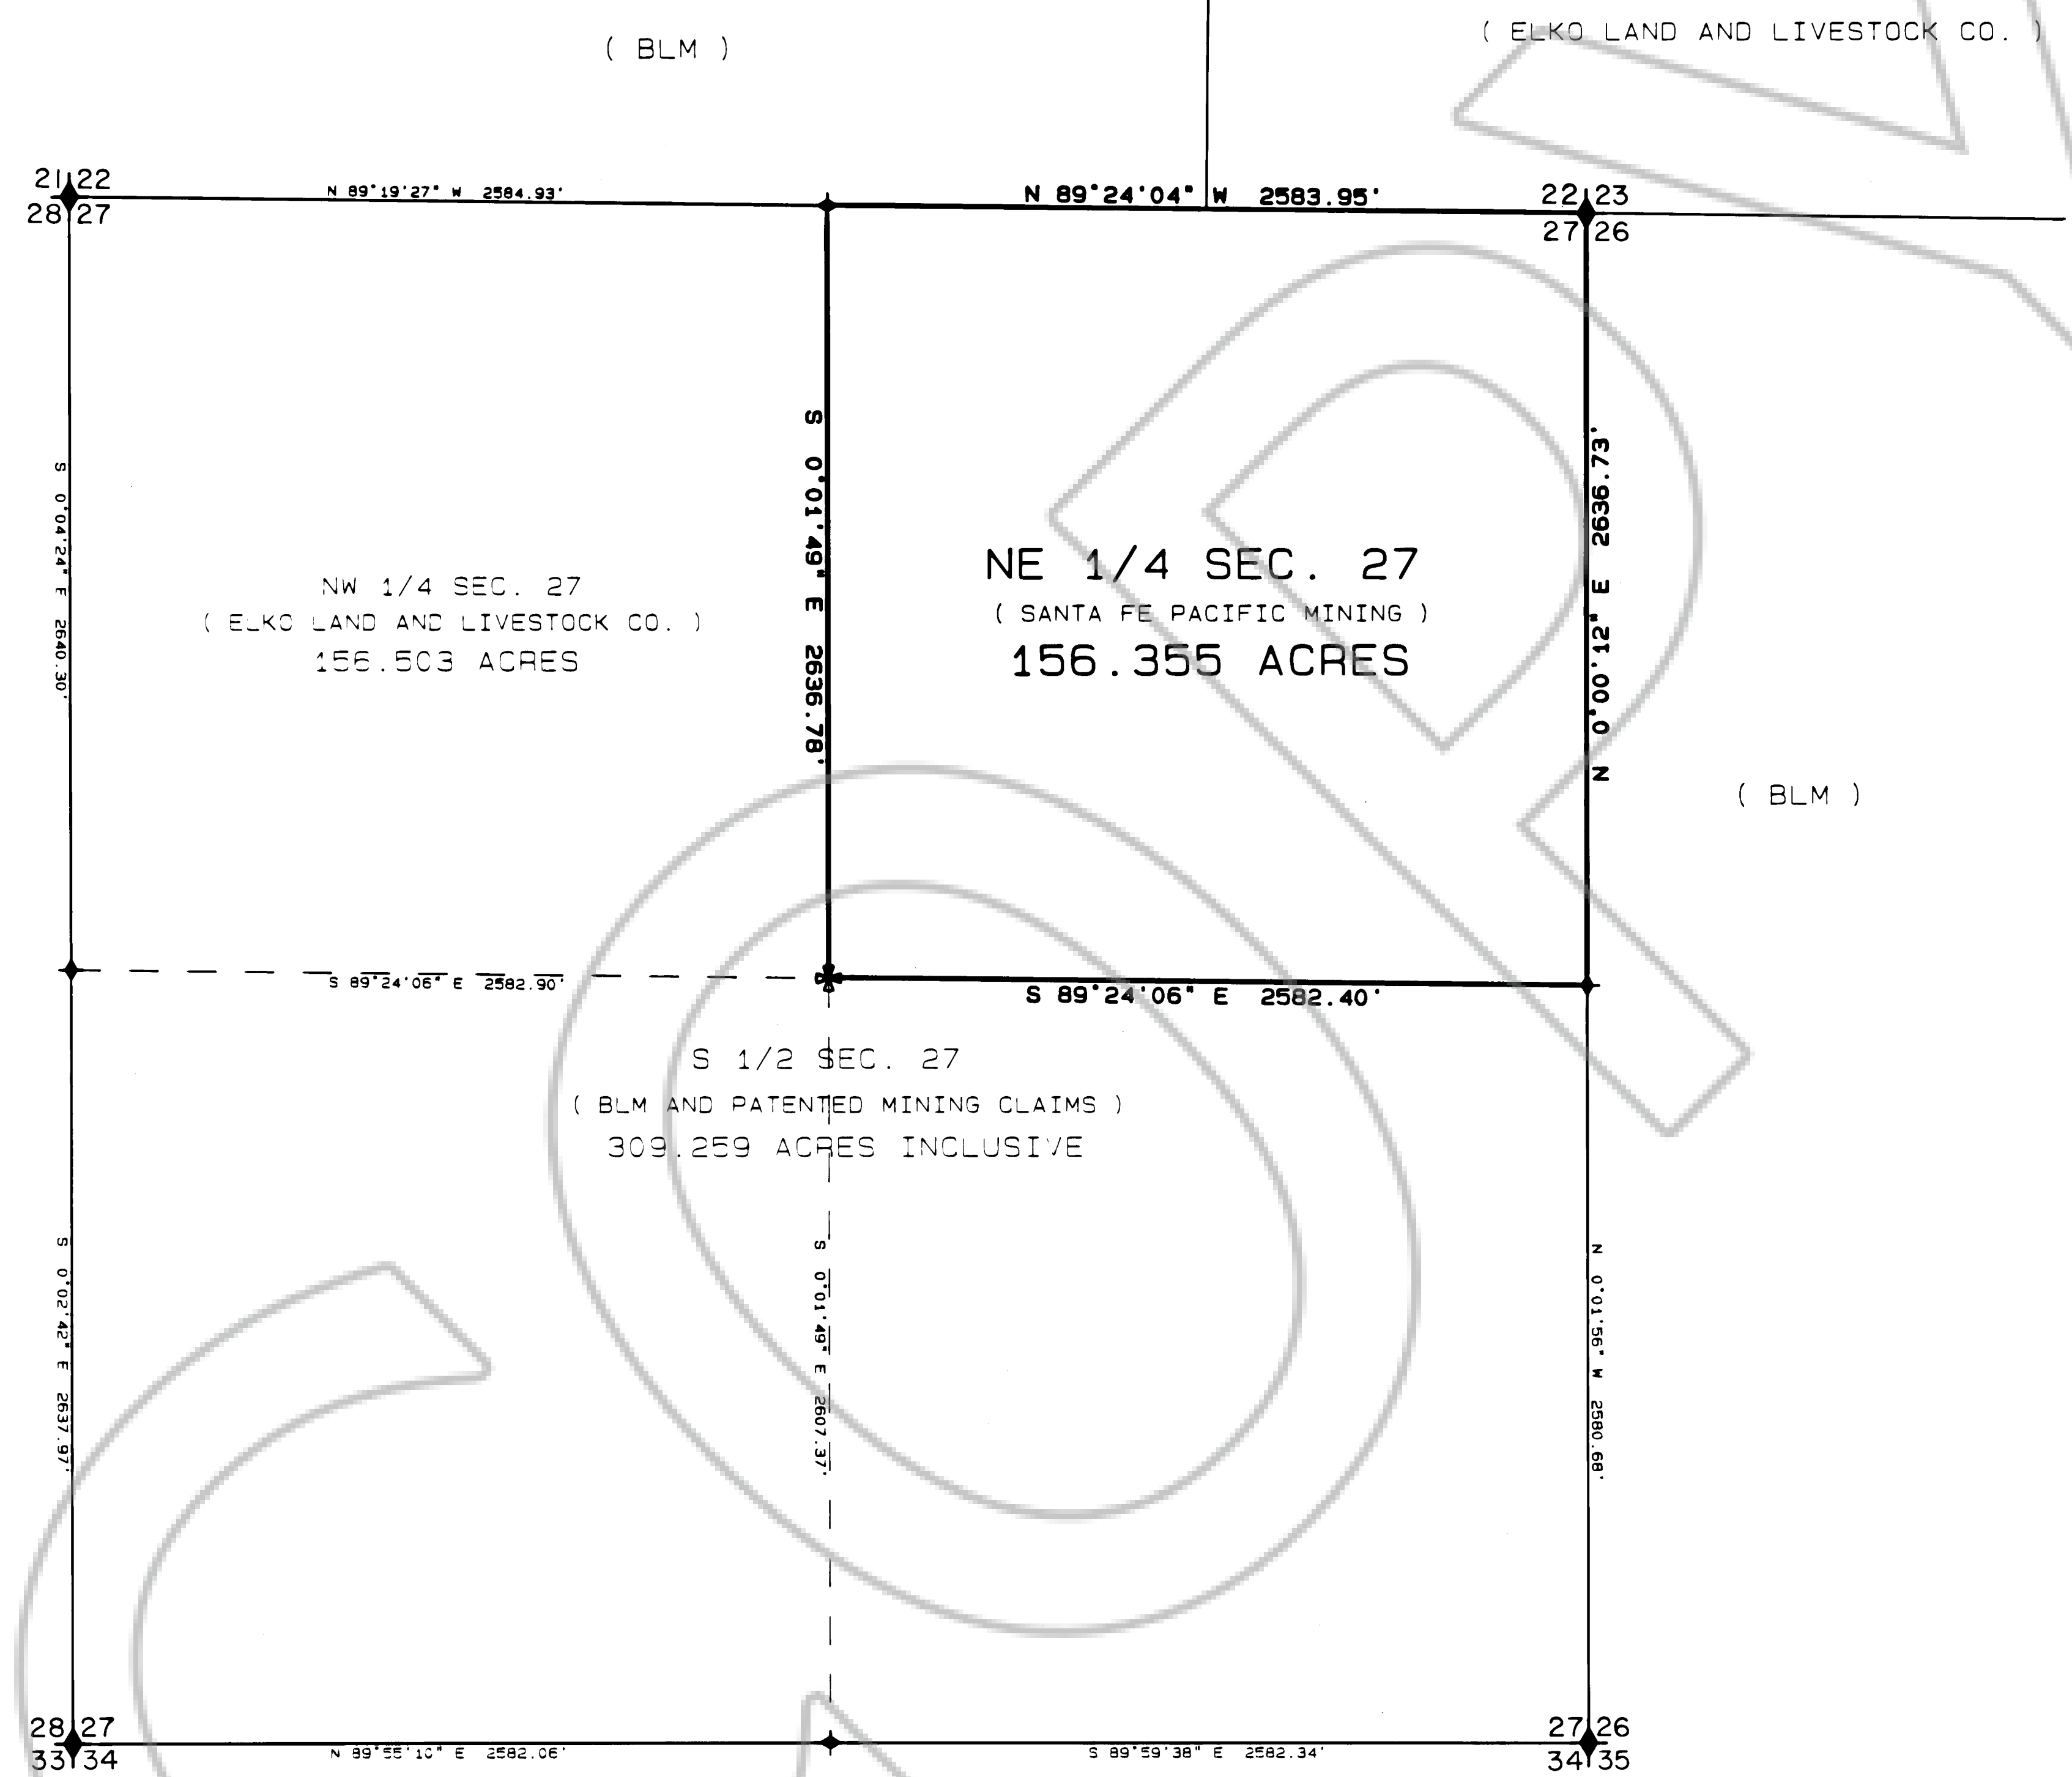 ( BLM )
( ELKO LAND AND LIVESTOCK CO. )
21 22
28 27
N 89°19'27" W 2584.93'
N 89°24'04" W 2583.95'
22 23
27 26
S 0°04'24" E 2640.30'
S 0°01'49" E 2636.78'
N 0°00'12" E 2636.73'
NW 1/4 SEC. 27
( ELKO LAND AND LIVESTOCK CO. )
156.503 ACRES
NE 1/4 SEC. 27
( SANTA FE PACIFIC MINING )
156.355 ACRES
( BLM )
S 89°24'06" E 2582.90'
S 89°24'06" E 2582.40'
S 1/2 SEC. 27
( BLM AND PATENTED MINING CLAIMS )
309.259 ACRES INCLUSIVE
S 0°02'42" E 2637.97'
S 0°01'49" E 2607.37'
N 0°01'56" W 2580.68'
28 27
33 34
N 89°55'10" E 2582.06'
S 89°59'38" E 2582.34'
27 26
34 35
COPY